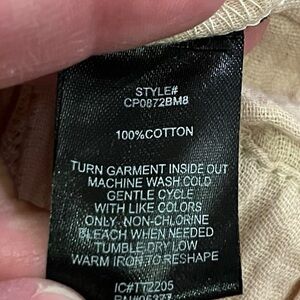 STYLE#
CP0872BM8
100%COTTON
TURN GARMENT INSIDE OUT
MACHINE WASH COLD
GENTLE CYCLE
WITH LIKE COLORS
ONLY NON-CHLORINE
BLEACH WHEN NEEDED
TUMBLE DRY LOW
WARM IRON TO RESHAPE
IC#TT2205